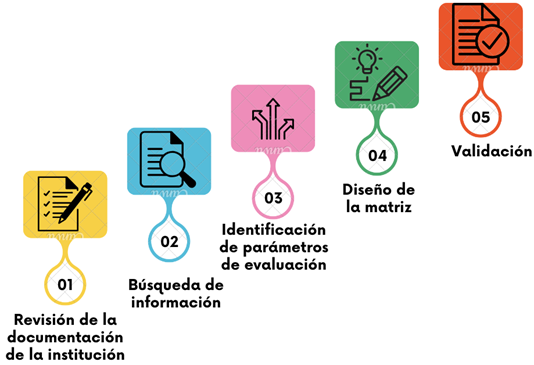 01
Revisión de la
documentación
de la institución
02
Búsqueda de
información
03
Identificación
de parámetros
de evaluación
04
Diseño de
la matriz
05
Validación